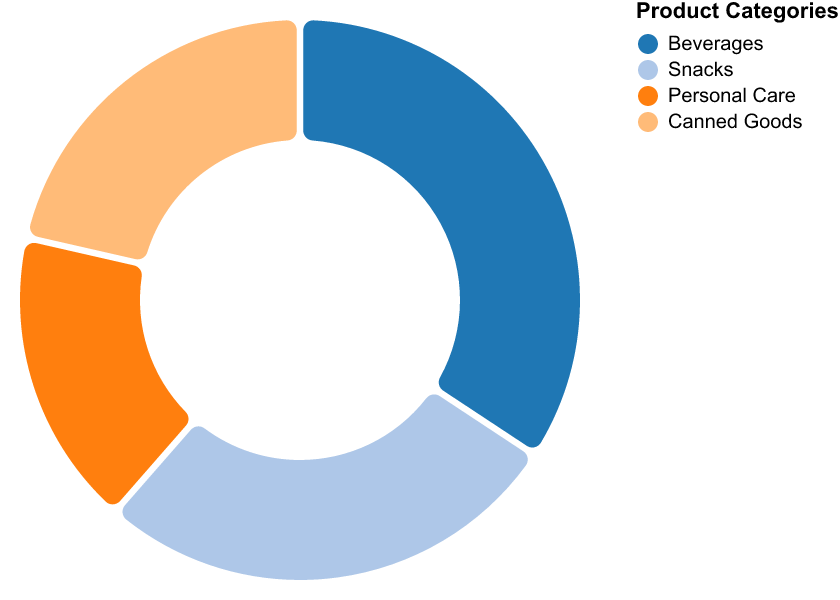 Product Categories
Beverages
Snacks
Personal Care
Canned Goods